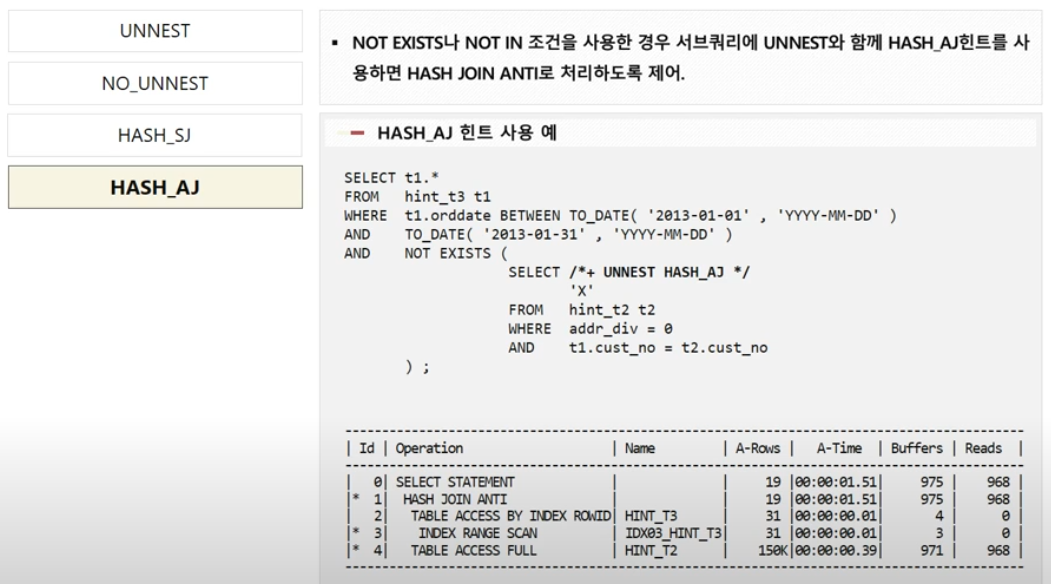 UNNEST
NO_UNNEST
HASH_SJ
HASH_AJ
▪ NOT EXISTS나 NOT IN 조건을 사용한 경우 서브쿼리에 UNNEST와 함께 HASH_AJ힌트를 사
용하면 HASH JOIN ANTI로 처리하도록 제어.
HASH_AJ 힌트 사용 예
SELECT t1.*
FROM   hint_t3 t1
WHERE  t1.orddate BETWEEN TO_DATE( '2013-01-01' , 'YYYY-MM-DD' )
AND    TO_DATE( '2013-01-31' , 'YYYY-MM-DD' )
AND    NOT EXISTS (
                   SELECT /*+ UNNEST HASH_AJ */
                          'X'
                   FROM   hint_t2 t2
                   WHERE  addr_div = 0
                   AND    t1.cust_no = t2.cust_no
       ) ;
| Id | Operation | Name | A-Rows | A-Time | Buffers | Reads |
| 0| SELECT STATEMENT | | 19 |00:00:01.51| 975 | 968 |
|* 1| HASH JOIN ANTI | | 19 |00:00:01.51| 975 | 968 |
| 2| TABLE ACCESS BY INDEX ROWID| HINT_T3 | 31 |00:00:00.01| 4 | 0 |
|* 3| INDEX RANGE SCAN | IDX03_HINT_T3| 31 |00:00:00.01| 3 | 0 |
|* 4| TABLE ACCESS FULL | HINT_T2 | 150K|00:00:00.39| 971 | 968 |